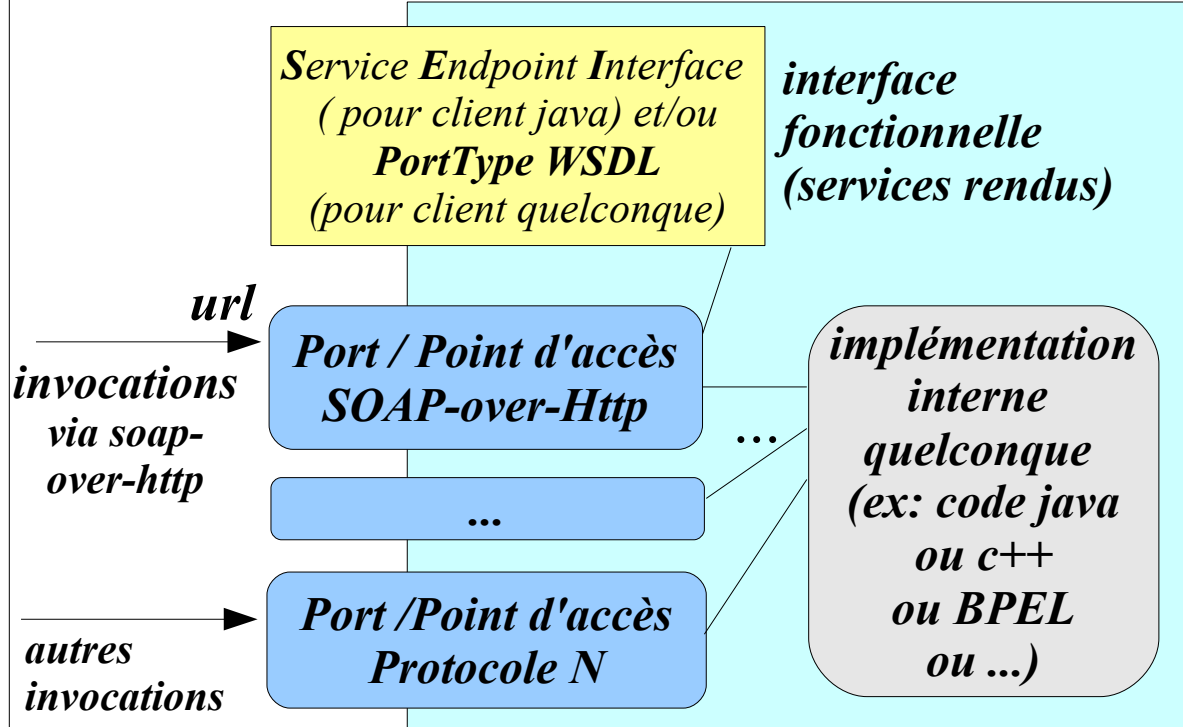 Service Endpoint Interface
( pour client java) et/ou
PortType WSDL
(pour client quelconque)
interface
fonctionnelle
(services rendus)
url
invocations
via soap-
over-http
Port / Point d'accès
SOAP-over-Http
...
...
Port /Point d'accès
Protocole N
autres
invocations
implémentation
interne
quelconque
(ex: code java
ou c++
ou BPEL
ou ...)